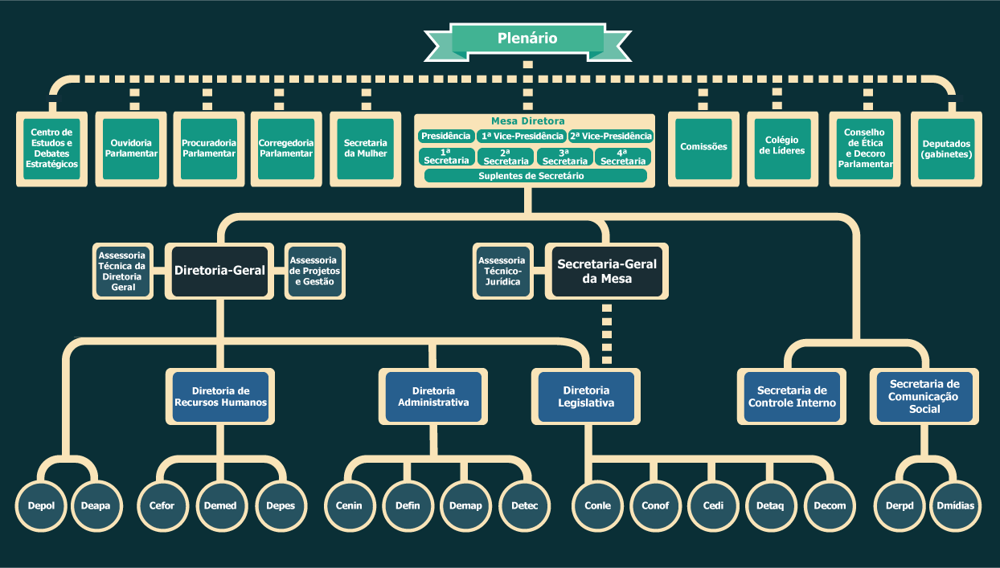 Plenário
Centro de
Estudos e
Debates
Estratégicos
Ouvidoria
Parlamentar
Procuradoria
Parlamentar
Corregedoria
Parlamentar
Secretaria
da Mulher
Mesa Diretora
Presidência
1ª Vice-Presidência
2ª Vice-Presidência
1ª
Secretaria
2ª
Secretaria
3ª
Secretaria
4ª
Secretaria
Suplentes de Secretário
Comissões
Colégio
de Líderes
Conselho
de Ética
e Decoro
Parlamentar
Deputados
(gabinetes)
Assessoria
Técnica da
Diretoria
Geral
Diretoria-Geral
Assessoria
de Projetos
e Gestão
Assessoria
Técnico-
Jurídica
Secretaria-Geral
da Mesa
Diretoria de
Recursos Humanos
Diretoria
Administrativa
Diretoria
Legislativa
Secretaria de
Controle Interno
Secretaria de
Comunicação
Social
Depol
Deapa
Cefor
Demed
Depes
Cenin
Defin
Demap
Detec
Conle
Conof
Cedi
Detaq
Decom
Derpd
Dmídias